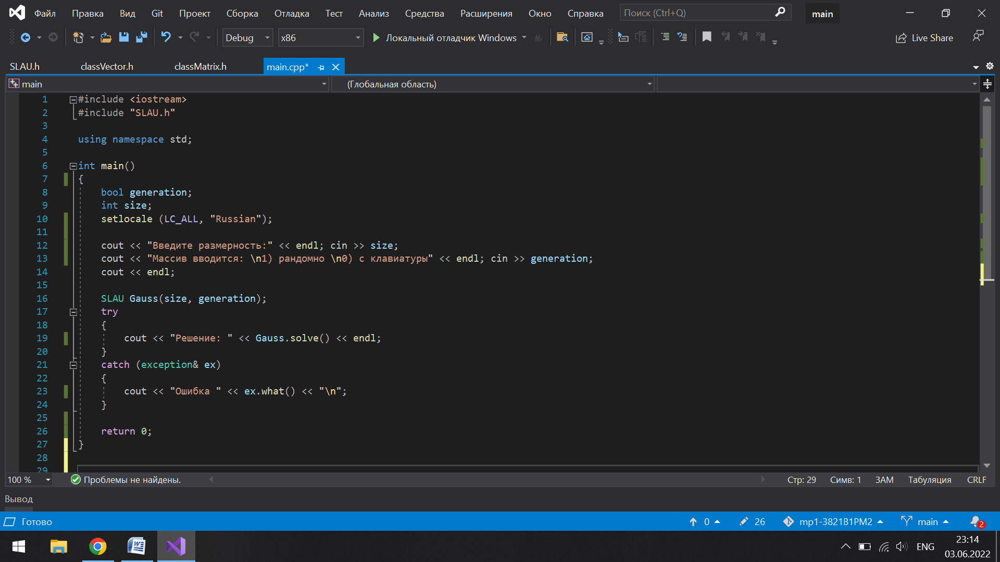 Файл Правка Вид Git Проект Сборка Отладка Тест Анализ Средства Расширения Окно Справка Поиск (Ctrl+Q) main
Debug x86 Локальный отладчик Windows Live Share
SLAU.h classVector.h classMatrix.h main.cpp*
main (Глобальная область)
1 #include <iostream>
2 #include "SLAU.h"
3
4 using namespace std;
5
6 int main()
7 {
8 bool generation;
9 int size;
10 setlocale (LC_ALL, "Russian");
11
12 cout << "Введите размерность:" << endl; cin >> size;
13 cout << "Массив вводится: \n1) рандомно \n0) с клавиатуры" << endl; cin >> generation;
14 cout << endl;
15
16 SLAU Gauss(size, generation);
17 try
18 {
19 cout << "Решение: " << Gauss.solve() << endl;
20 }
21 catch (exception& ex)
22 {
23 cout << "Ошибка " << ex.what() << "\n";
24 }
25
26 return 0;
27 }
28
29
100 % Проблемы не найдены. Стр: 29 Симв: 1 ЗАМ Табуляция CRLF
Вывод
Готово 0 26 mp1-3821B1PM2 main 2
ENG 23:14
03.06.2022